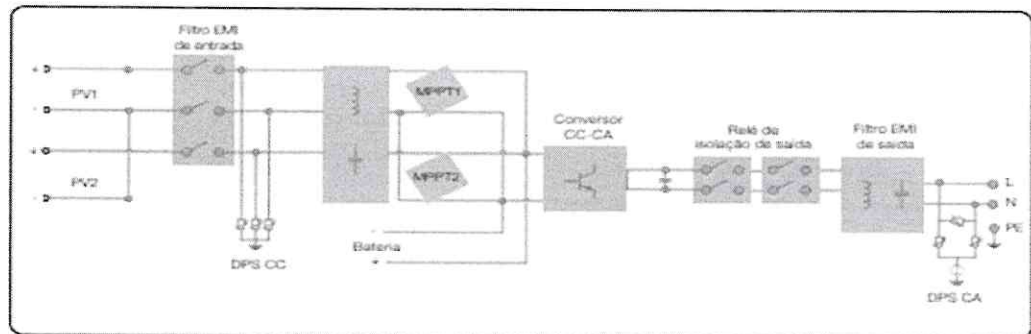 Filtro EMI
de entrada
+
PV1
-
+
PV2
-
DPS CC
MPPT1
MPPT2
-
Bateria
+
Conversor
CC-CA
Relé de
isolação de saída
Filtro EMI
de saída
L
N
PE
DPS CA